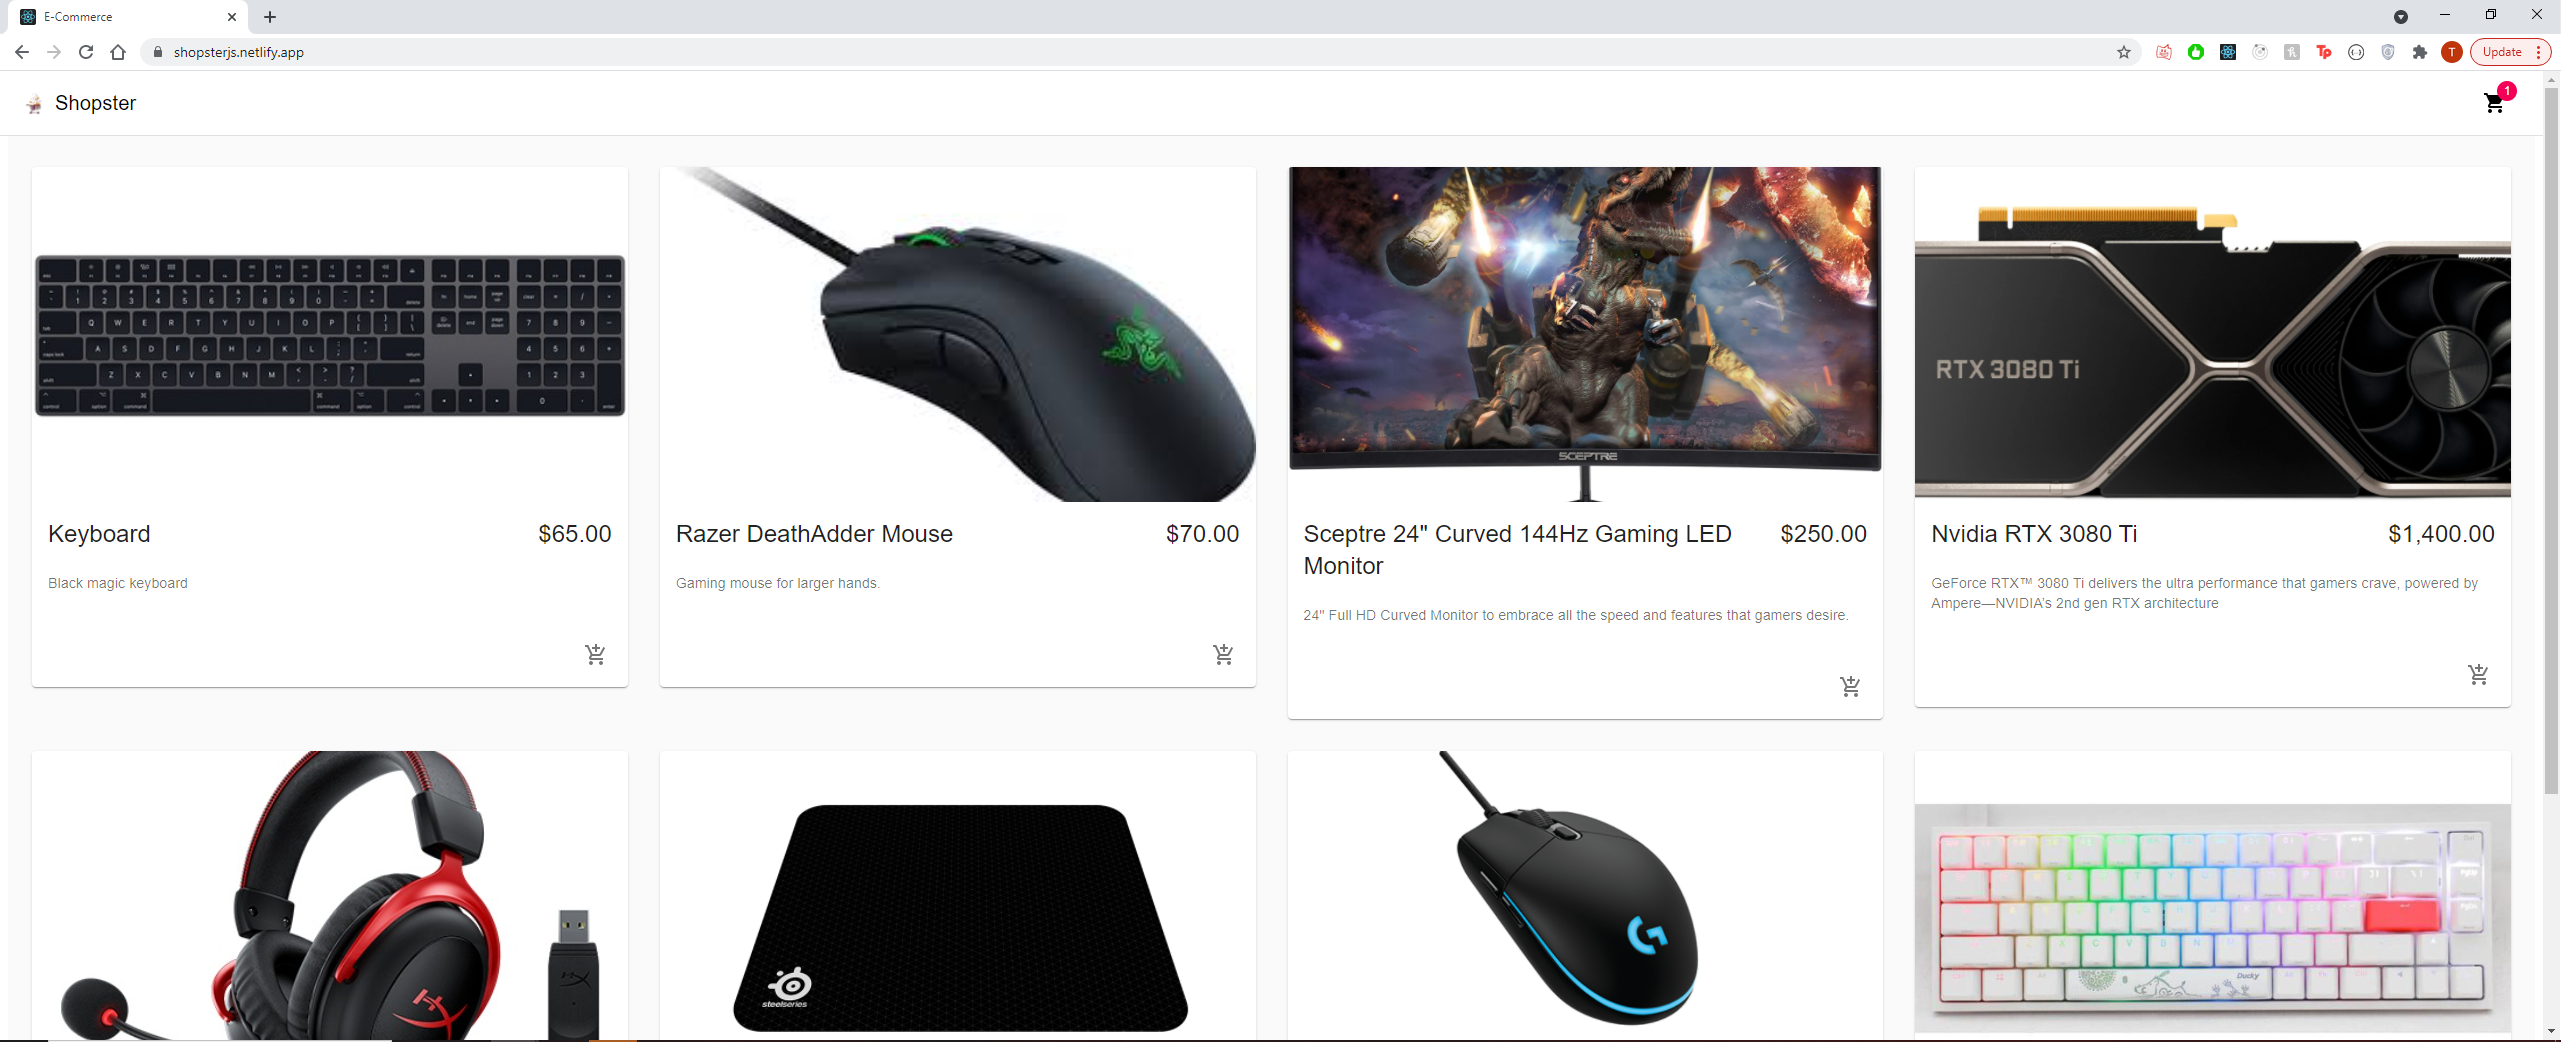 E-Commerce
shopsterjs.netlify.app
Update
T
Shopster
1
RTX 3080 Ti
SCEPTRE
Keyboard
$65.00
Black magic keyboard
Razer DeathAdder Mouse
$70.00
Gaming mouse for larger hands.
Sceptre 24" Curved 144Hz Gaming LED
Monitor
$250.00
24" Full HD Curved Monitor to embrace all the speed and features that gamers desire.
Nvidia RTX 3080 Ti
$1,400.00
GeForce RTX™ 3080 Ti delivers the ultra performance that gamers crave, powered by
Ampere—NVIDIA's 2nd gen RTX architecture
steelseries
Ducky